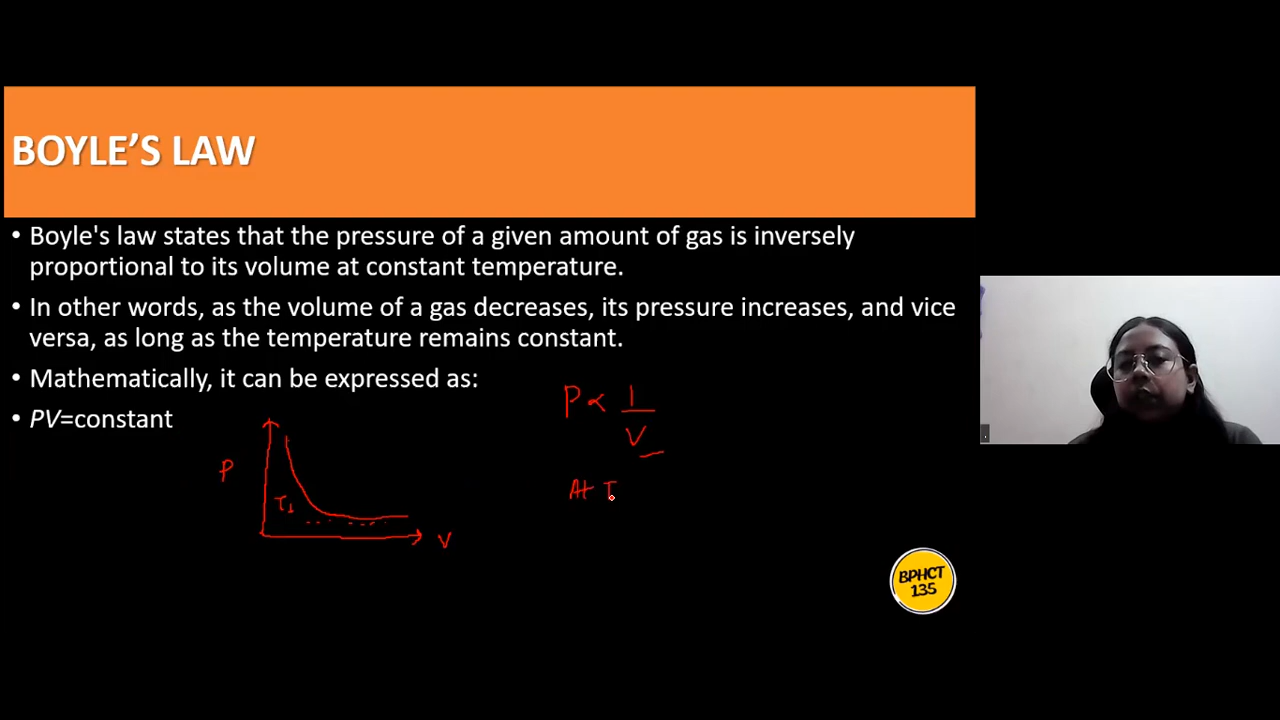 BOYLE'S LAW
• Boyle's law states that the pressure of a given amount of gas is inversely
proportional to its volume at constant temperature.
• In other words, as the volume of a gas decreases, its pressure increases, and vice
versa, as long as the temperature remains constant.
• Mathematically, it can be expressed as:
• PV=constant
P ∝ 1/V
P
T1
V
At T
BPHCT
135